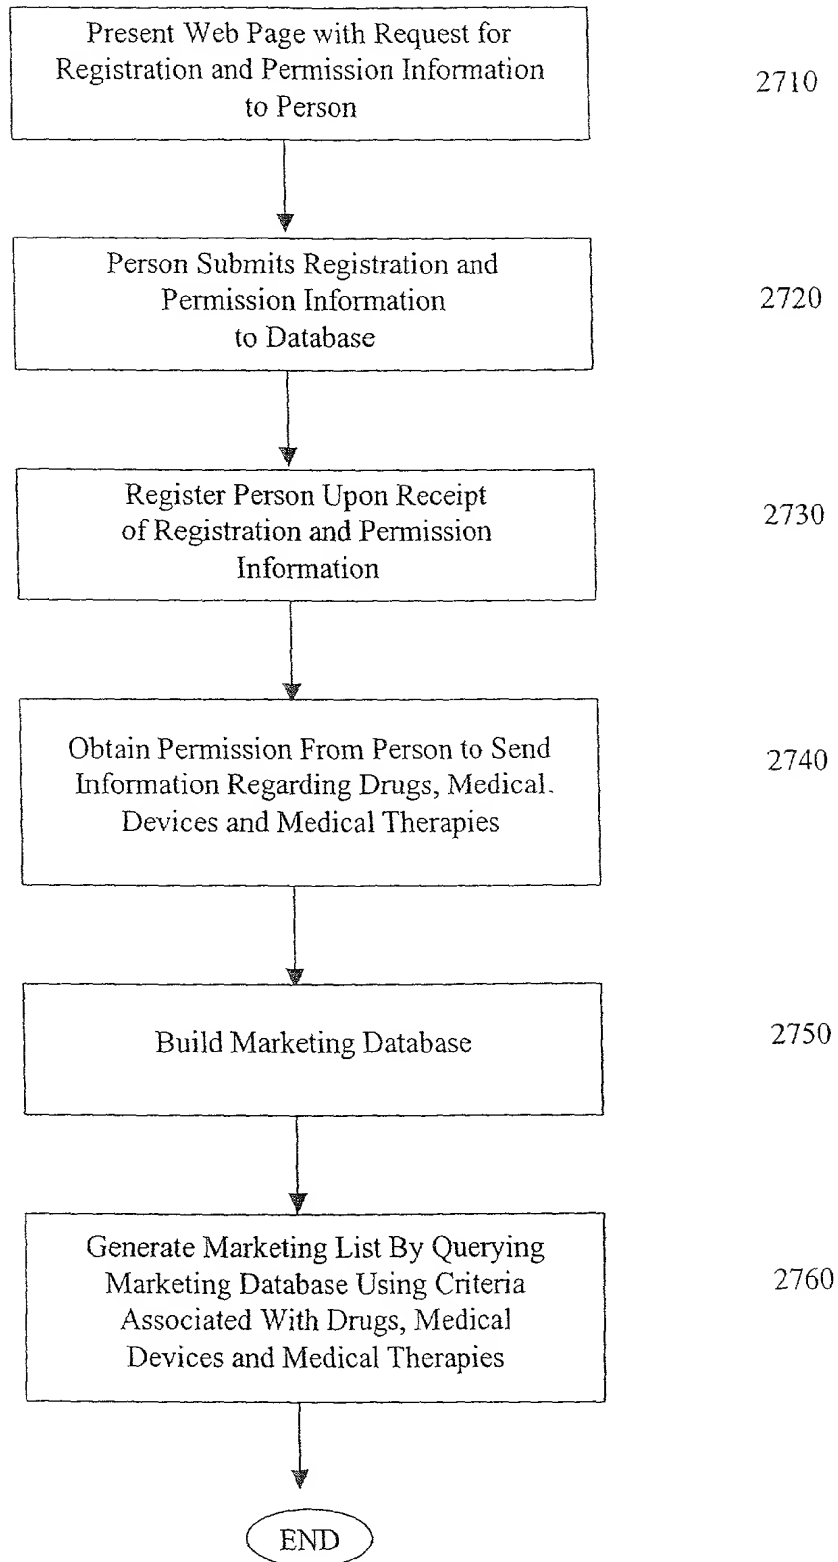 Present Web Page with Request for
Registration and Permission Information
to Person
2710
Person Submits Registration and
Permission Information
to Database
2720
Register Person Upon Receipt
of Registration and Permission
Information
2730
Obtain Permission From Person to Send
Information Regarding Drugs, Medical
Devices and Medical Therapies
2740
Build Marketing Database
2750
Generate Marketing List By Querying
Marketing Database Using Criteria
Associated With Drugs, Medical
Devices and Medical Therapies
2760
END